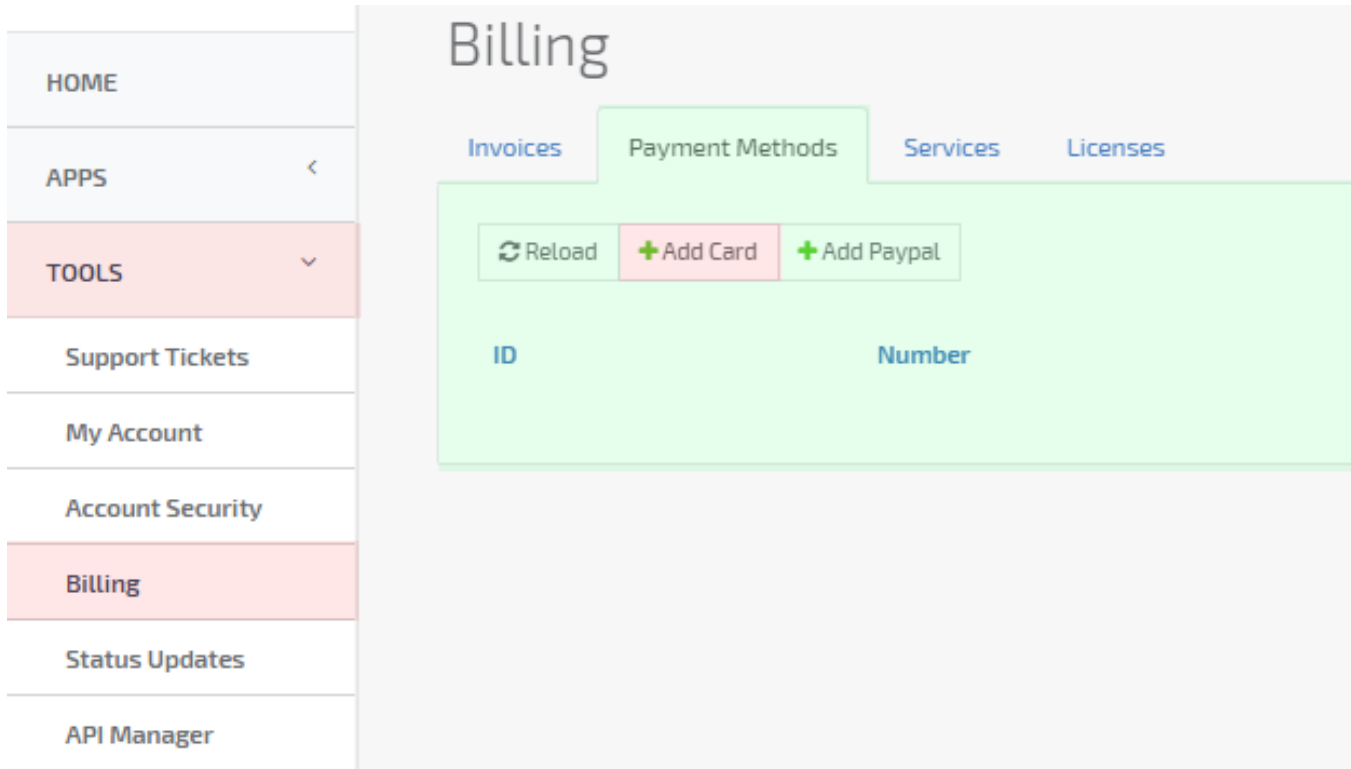 HOME
APPS
TOOLS
Support Tickets
My Account
Account Security
Billing
Status Updates
API Manager
Billing
Invoices Payment Methods Services Licenses
Reload Add Card Add Paypal
ID Number